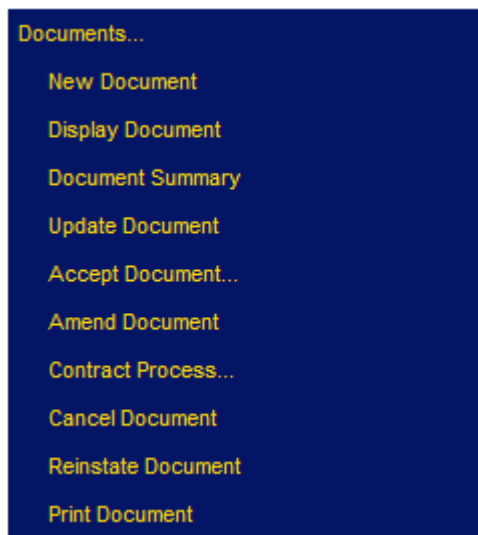 Documents...
New Document
Display Document
Document Summary
Update Document
Accept Document...
Amend Document
Contract Process...
Cancel Document
Reinstate Document
Print Document